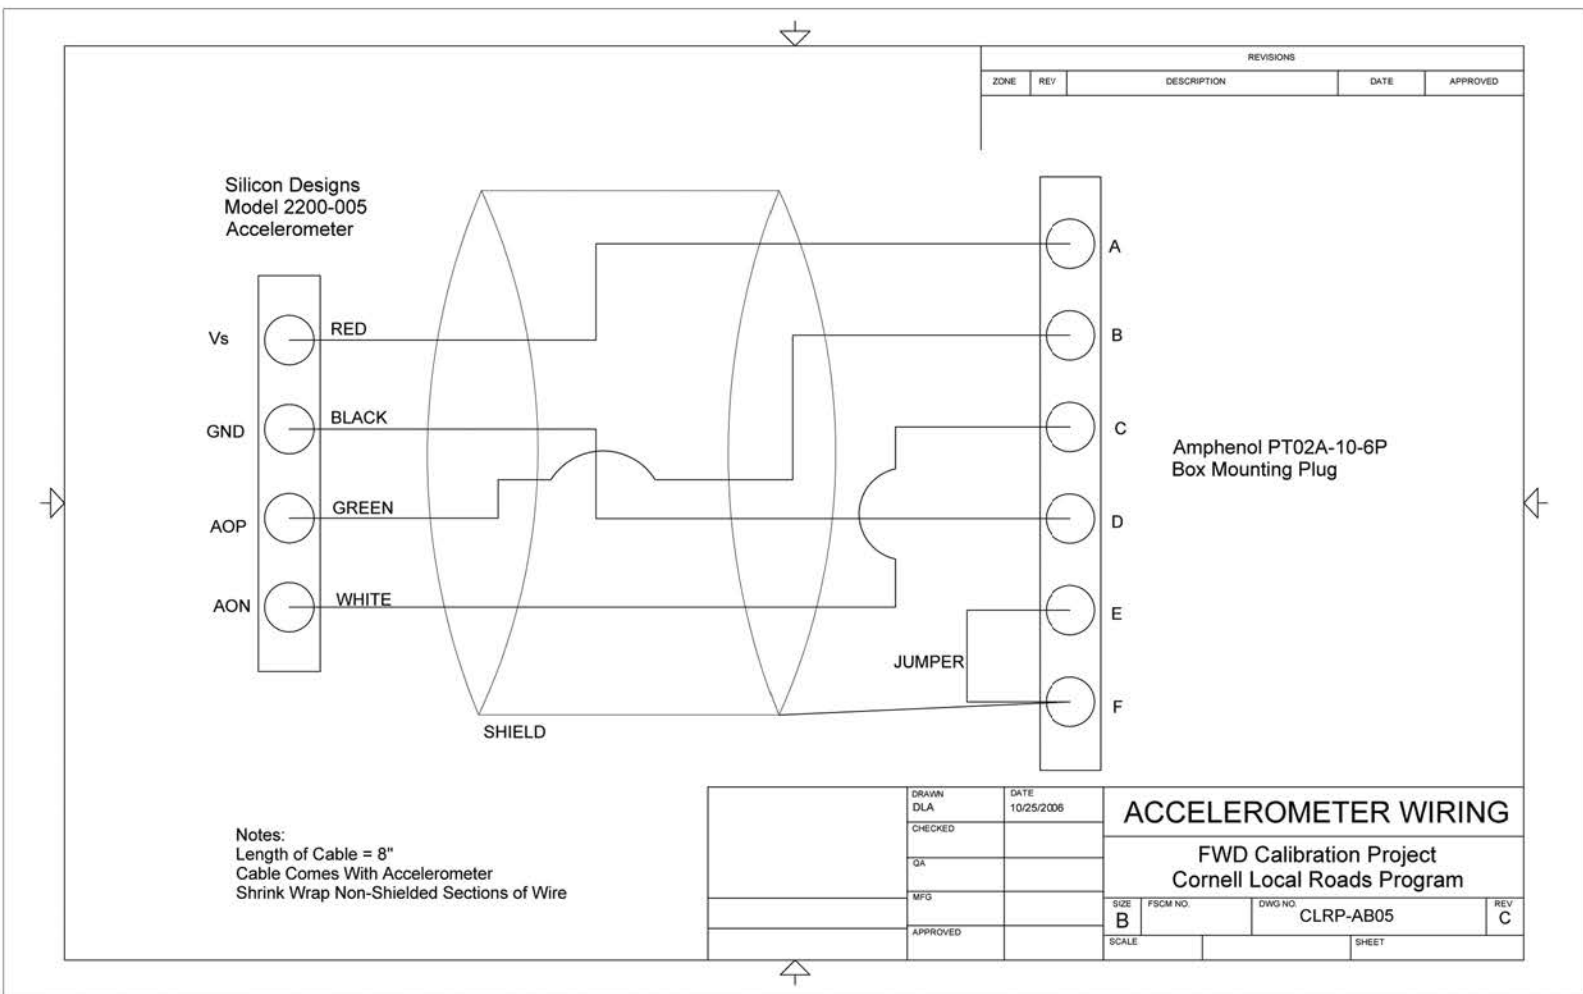 REVISIONS
ZONE REV DESCRIPTION DATE APPROVED
Silicon Designs
Model 2200-005
Accelerometer
Vs RED
GND BLACK
AOP GREEN
AON WHITE
SHIELD
JUMPER
A
B
C
D
E
F
Amphenol PT02A-10-6P
Box Mounting Plug
Notes:
Length of Cable = 8"
Cable Comes With Accelerometer
Shrink Wrap Non-Shielded Sections of Wire
DRAWN
DLA
DATE
10/25/2006
CHECKED
QA
MFG
APPROVED
ACCELEROMETER WIRING
FWD Calibration Project
Cornell Local Roads Program
SIZE
B
FSCM NO.
DWG NO.
CLRP-AB05
REV
C
SCALE
SHEET